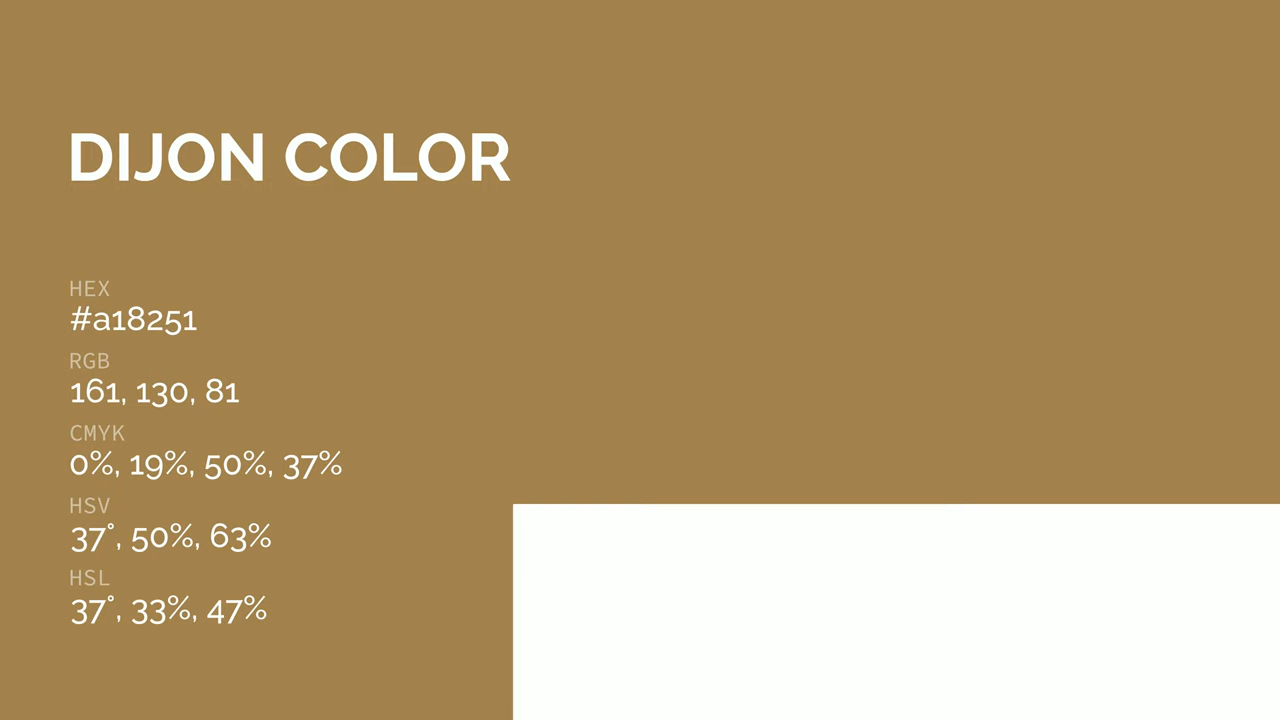 DIJON COLOR
HEX
#a18251
RGB
161, 130, 81
CMYK
0%, 19%, 50%, 37%
HSV
37°, 50%, 63%
HSL
37°, 33%, 47%